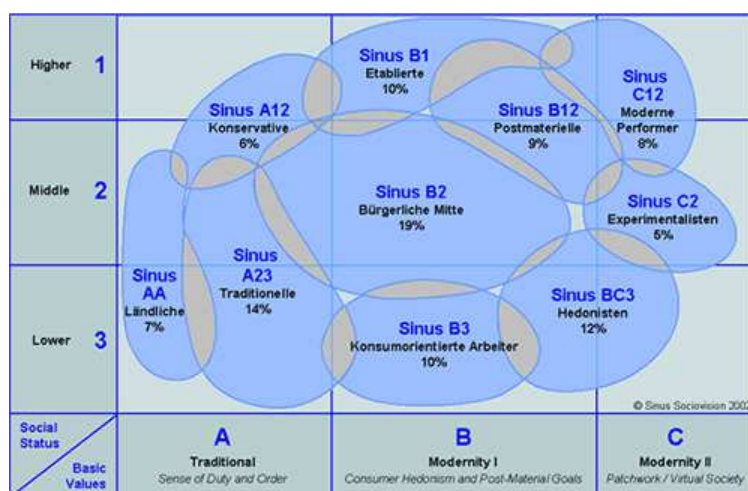 Higher 1
Sinus B1
Etablierte
10%
Sinus A12
Konservative
6%
Sinus B12
Postmaterielle
9%
Sinus
C12
Moderne
Performer
8%
Middle 2
Sinus B2
Bürgerliche Mitte
19%
Sinus C2
Experimentalisten
5%
Sinus
AA
Ländliche
7%
Sinus
A23
Traditionelle
14%
Sinus BC3
Hedonisten
12%
Lower 3
Sinus B3
Konsumorientierte Arbeiter
10%
© Sinus Sociovision 2002
Social
Status
Basic
Values
A
Traditional
Sense of Duty and Order
B
Modernity I
Consumer Hedonism and Post-Material Goals
C
Modernity II
Patchwork / Virtual Society